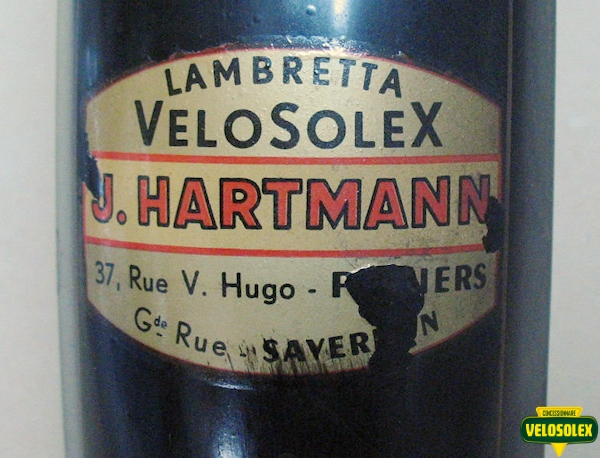 LAMBRETTA
VELOSOLEX
J. HARTMANN
37, Rue V. Hugo -
Gde Rue -
CONCESSIONNAIRE
VELOSOLEX